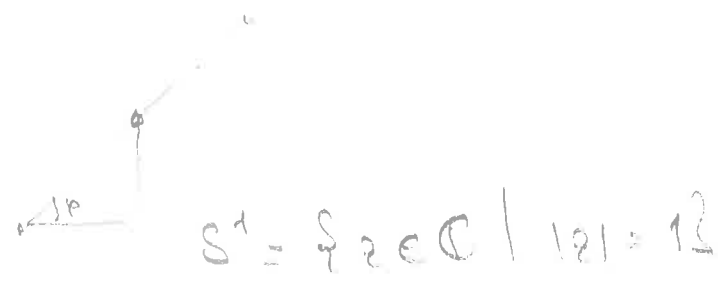 φ
S¹ = {z ∈ ℂ | |z| = 1}